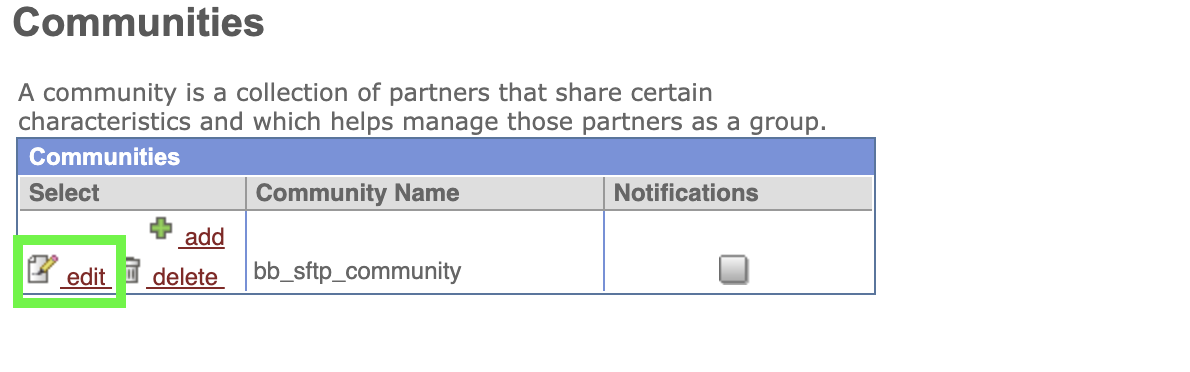 Communities
A community is a collection of partners that share certain
characteristics and which helps manage those partners as a group.
Communities
Select Community Name Notifications
add
edit delete bb_sftp_community